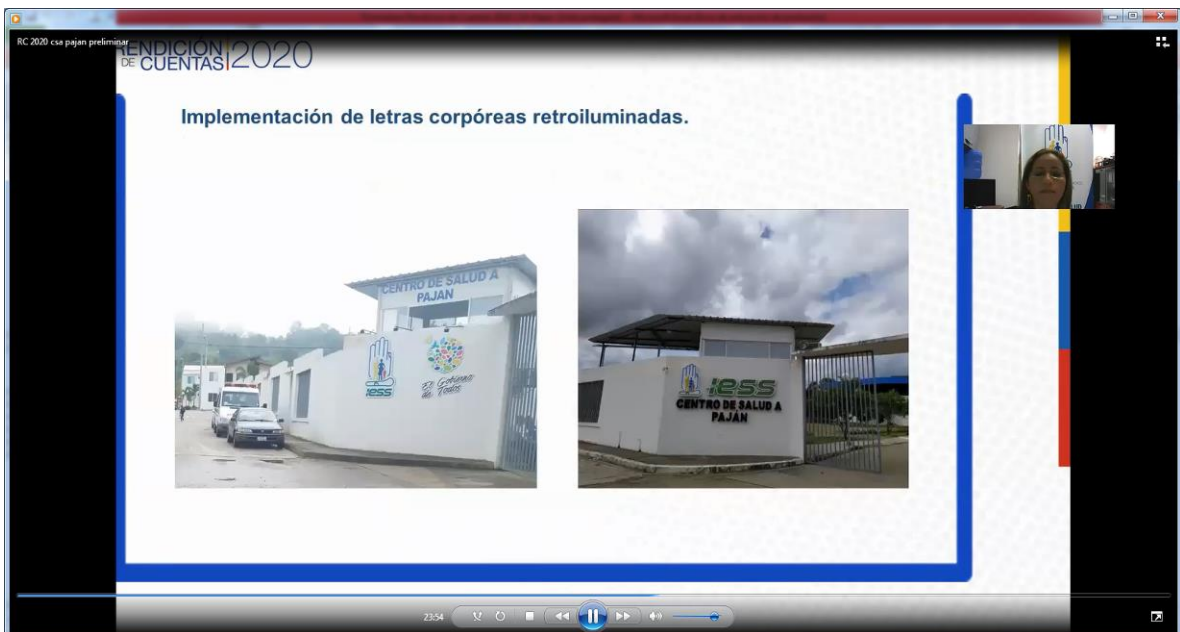 RC 2020 csa pajan preliminar
RENDICIÓN
DE CUENTAS 2020
Implementación de letras corpóreas retroiluminadas.
CENTRO DE SALUD A
PAJAN
iess
El Gobierno
de Todos
iess
CENTRO DE SALUD A
PAJÁN
23:54